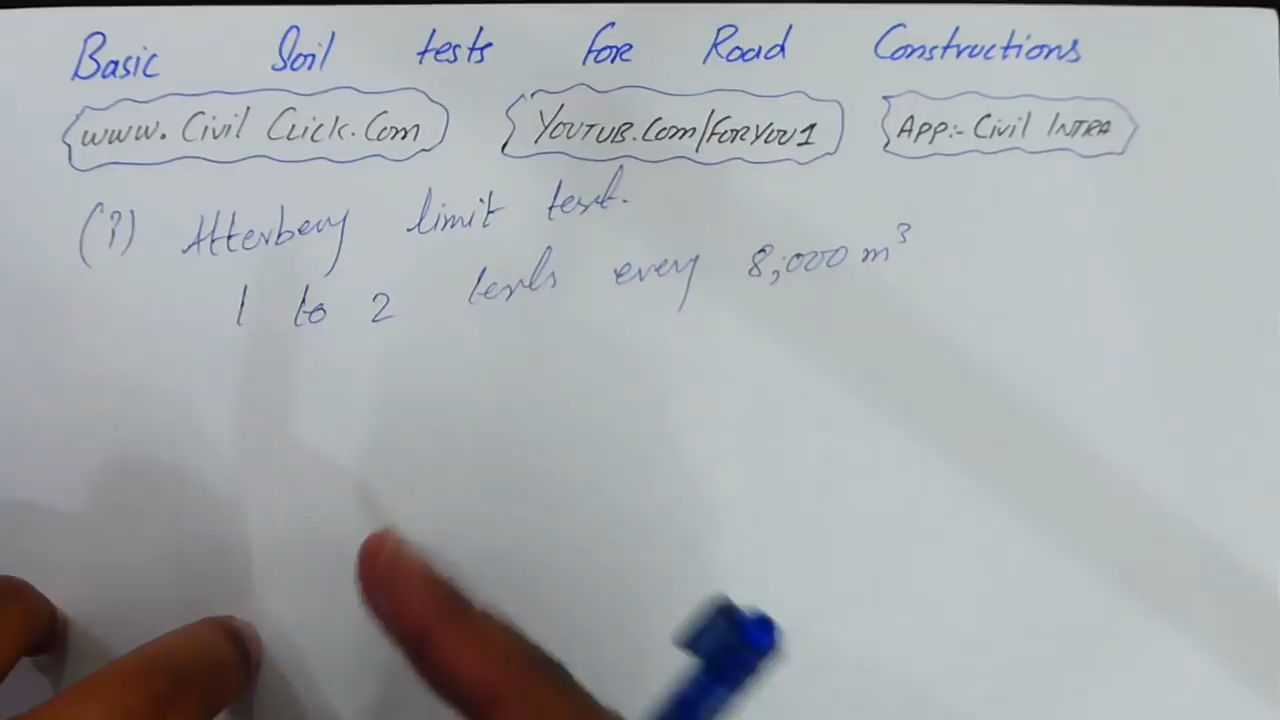 Basic Soil tests for Road Constructions
www. Civil Click.Com YOUTUB.Com/FORYOU1 APP:- Civil INTRA
(i) Atterberg limit test.
1 to 2 tests every 8,000 m³